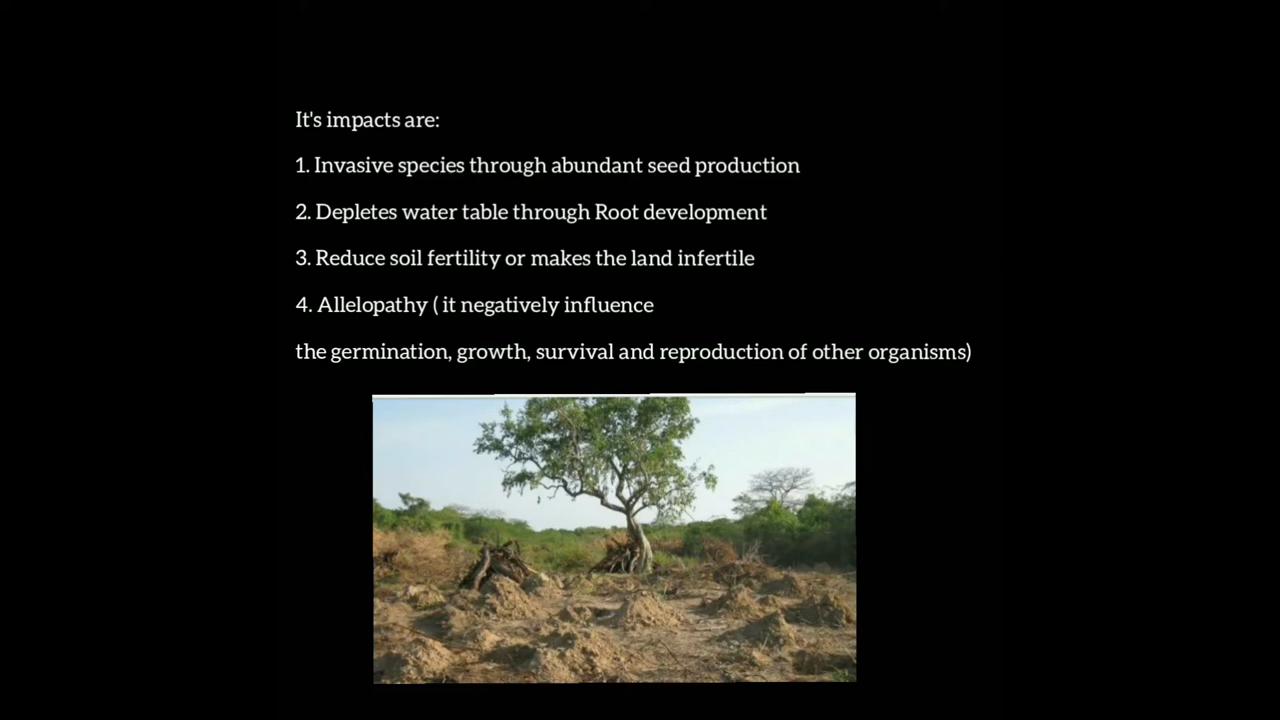 It's impacts are:
1. Invasive species through abundant seed production
2. Depletes water table through Root development
3. Reduce soil fertility or makes the land infertile
4. Allelopathy ( it negatively influence
the germination, growth, survival and reproduction of other organisms)